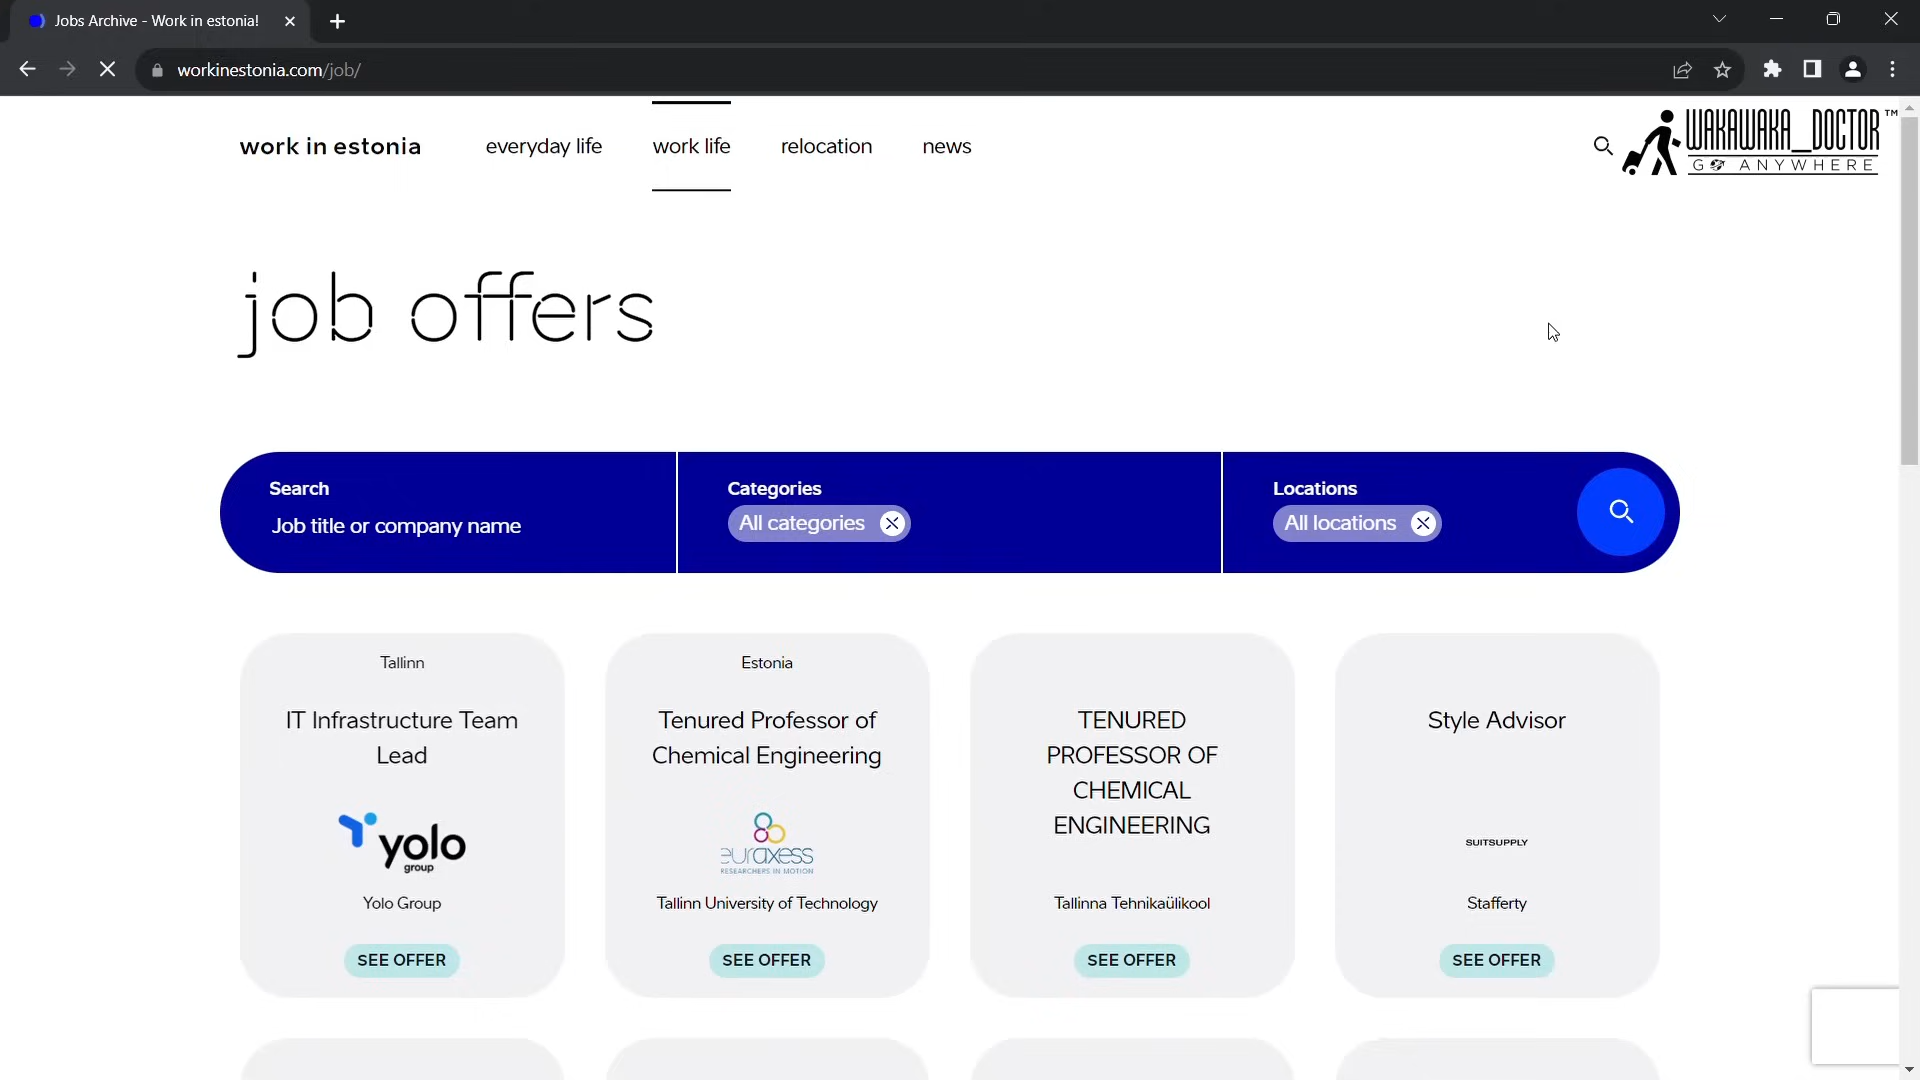 Jobs Archive - Work in estonia!
workinestonia.com/job/
work in estonia
everyday life
work life
relocation
news
WAKAWAKA_DOCTOR™
GO ANYWHERE
job offers
Search
Job title or company name
Categories
All categories
Locations
All locations
Tallinn
IT Infrastructure Team
Lead
yolo
group
Yolo Group
SEE OFFER
Estonia
Tenured Professor of
Chemical Engineering
euraxess
RESEARCHERS IN MOTION
Tallinn University of Technology
SEE OFFER
TENURED
PROFESSOR OF
CHEMICAL
ENGINEERING
Tallinna Tehnikaülikool
SEE OFFER
Style Advisor
SUITSUPPLY
Stafferty
SEE OFFER